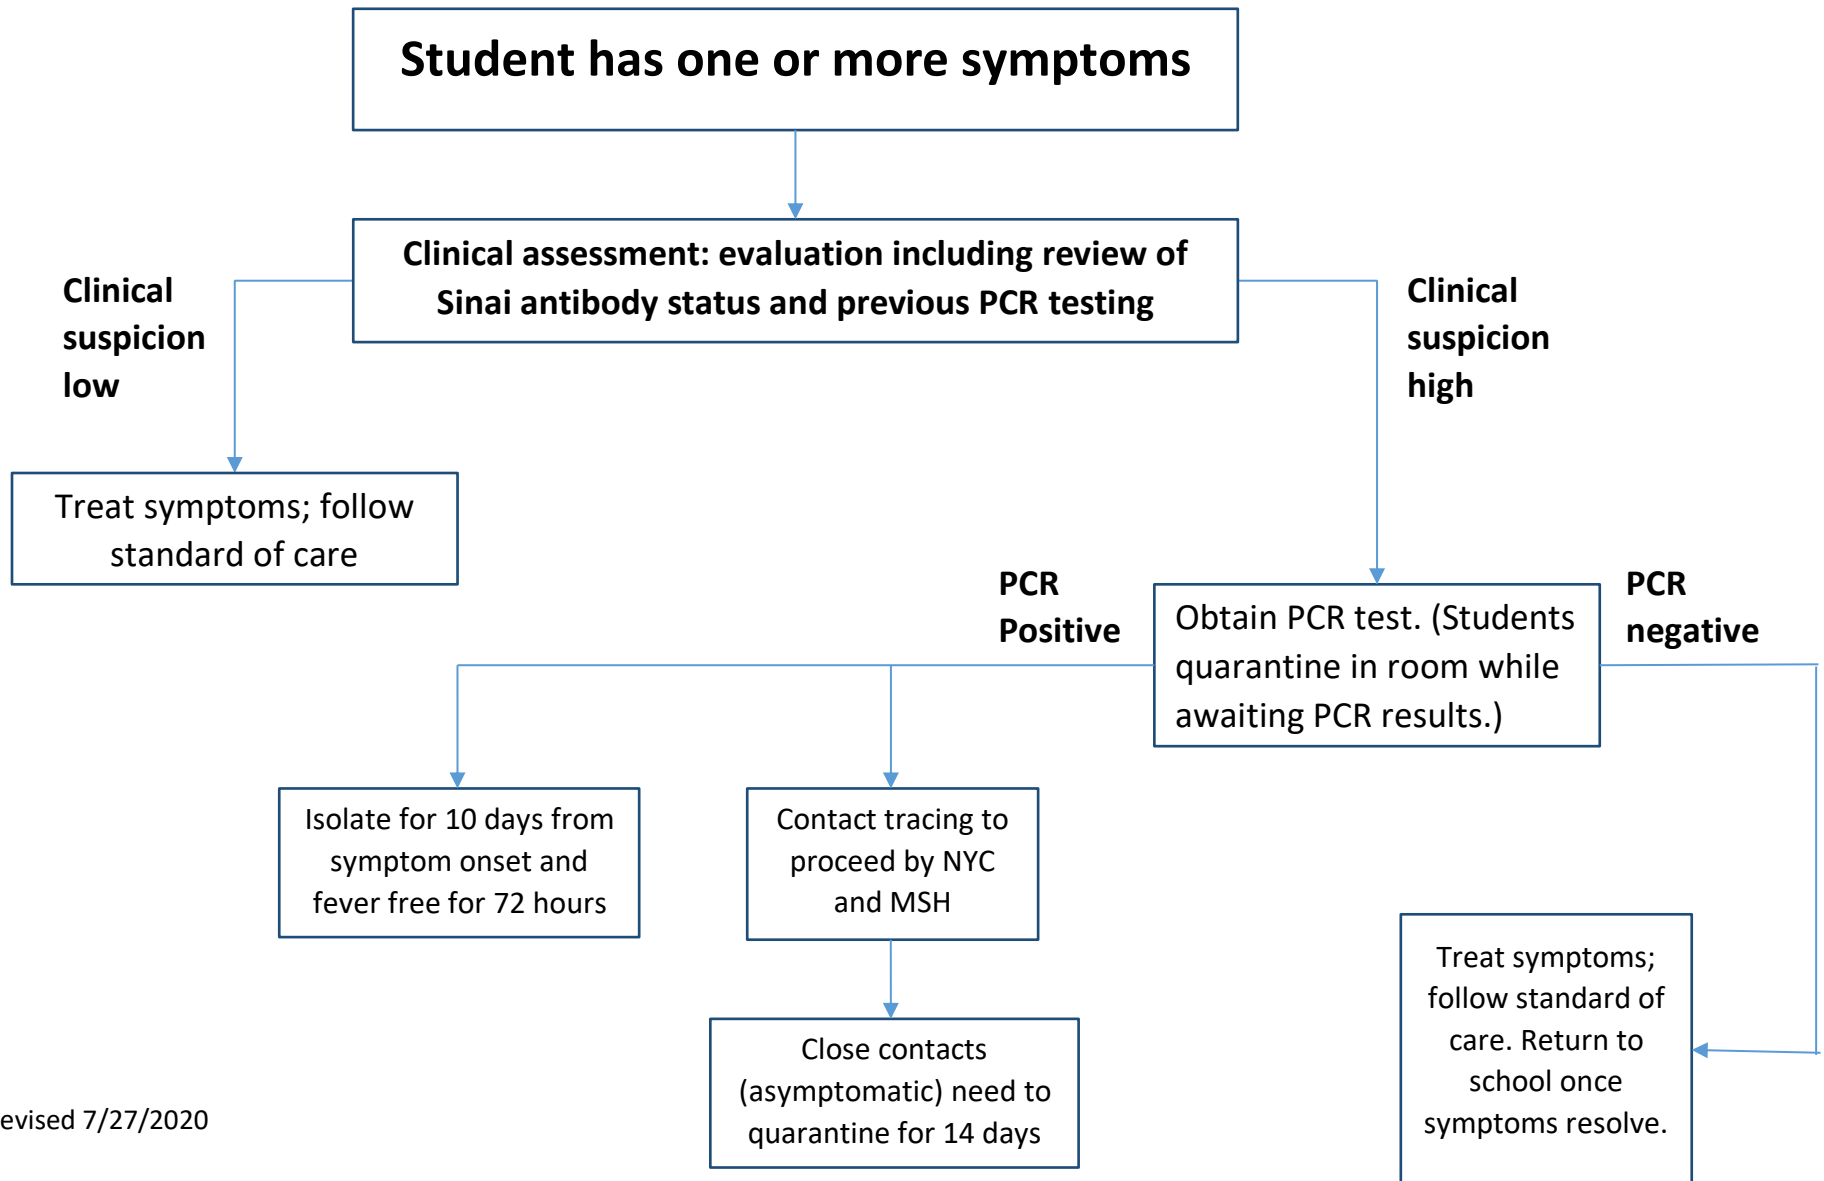 Student has one or more symptoms
Clinical assessment: evaluation including review of
Sinai antibody status and previous PCR testing
Clinical
suspicion
low
Clinical
suspicion
high
Treat symptoms; follow
standard of care
PCR
Positive
Obtain PCR test. (Students
quarantine in room while
awaiting PCR results.)
PCR
negative
Isolate for 10 days from
symptom onset and
fever free for 72 hours
Contact tracing to
proceed by NYC
and MSH
Close contacts
(asymptomatic) need to
quarantine for 14 days
Treat symptoms;
follow standard of
care. Return to
school once
symptoms resolve.
evised 7/27/2020